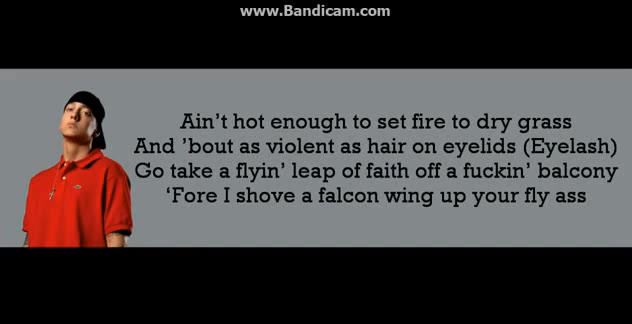 www.Bandicam.com
Ain’t hot enough to set fire to dry grass
And ’bout as violent as hair on eyelids (Eyelash)
Go take a flyin’ leap of faith off a fuckin’ balcony
‘Fore I shove a falcon wing up your fly ass